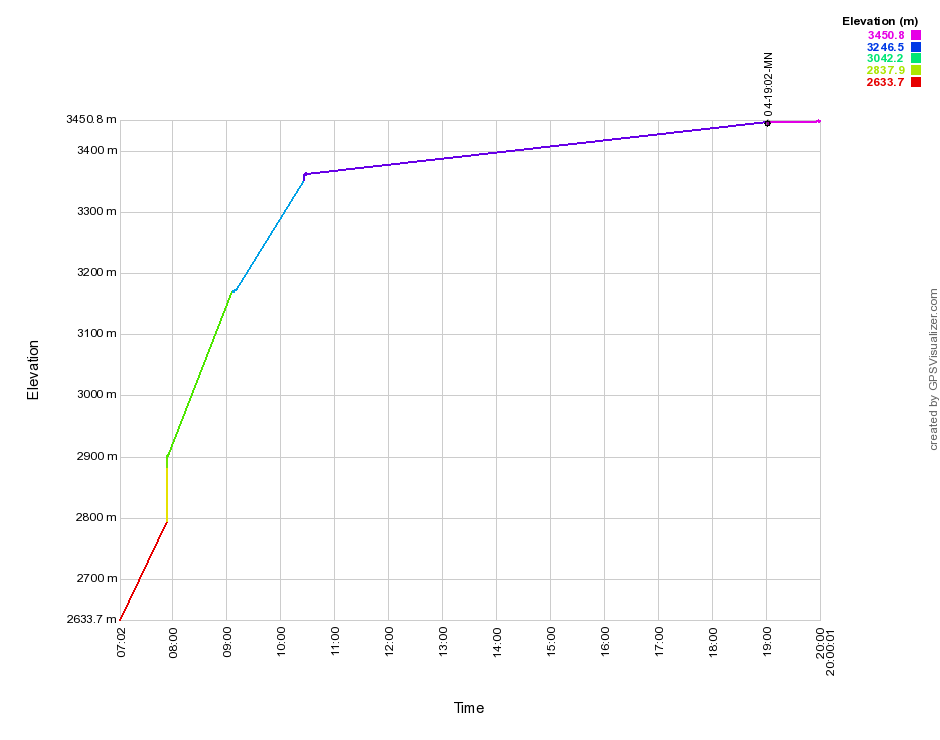 Elevation (m)
3450.8
3246.5
3042.2
2837.9
2633.7
04-19:02-MN
3450.8 m
3400 m
3300 m
3200 m
3100 m
3000 m
2900 m
2800 m
2700 m
2633.7 m
Elevation
07:02
08:00
09:00
10:00
11:00
12:00
13:00
14:00
15:00
16:00
17:00
18:00
19:00
20:00
20:00:01
Time
created by GPSVisualizer.com